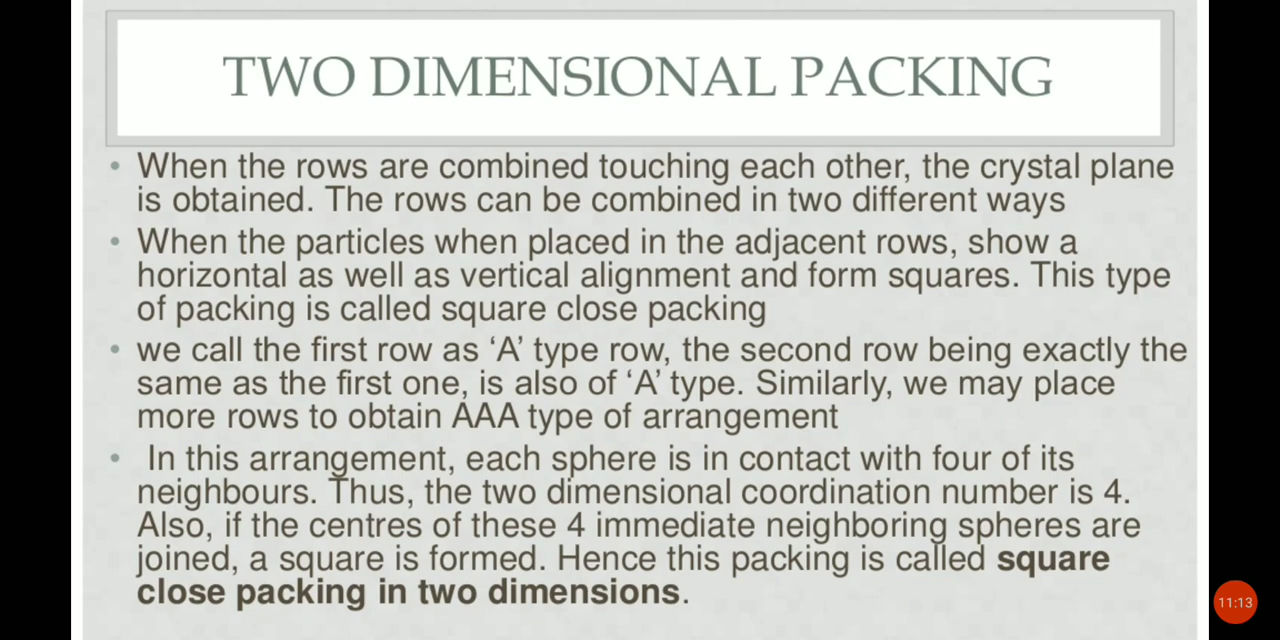 TWO DIMENSIONAL PACKING
• When the rows are combined touching each other, the crystal plane
is obtained. The rows can be combined in two different ways
• When the particles when placed in the adjacent rows, show a
horizontal as well as vertical alignment and form squares. This type
of packing is called square close packing
• we call the first row as ‘A’ type row, the second row being exactly the
same as the first one, is also of ‘A’ type. Similarly, we may place
more rows to obtain AAA type of arrangement
• In this arrangement, each sphere is in contact with four of its
neighbours. Thus, the two dimensional coordination number is 4.
Also, if the centres of these 4 immediate neighboring spheres are
joined, a square is formed. Hence this packing is called square
close packing in two dimensions.
11:13